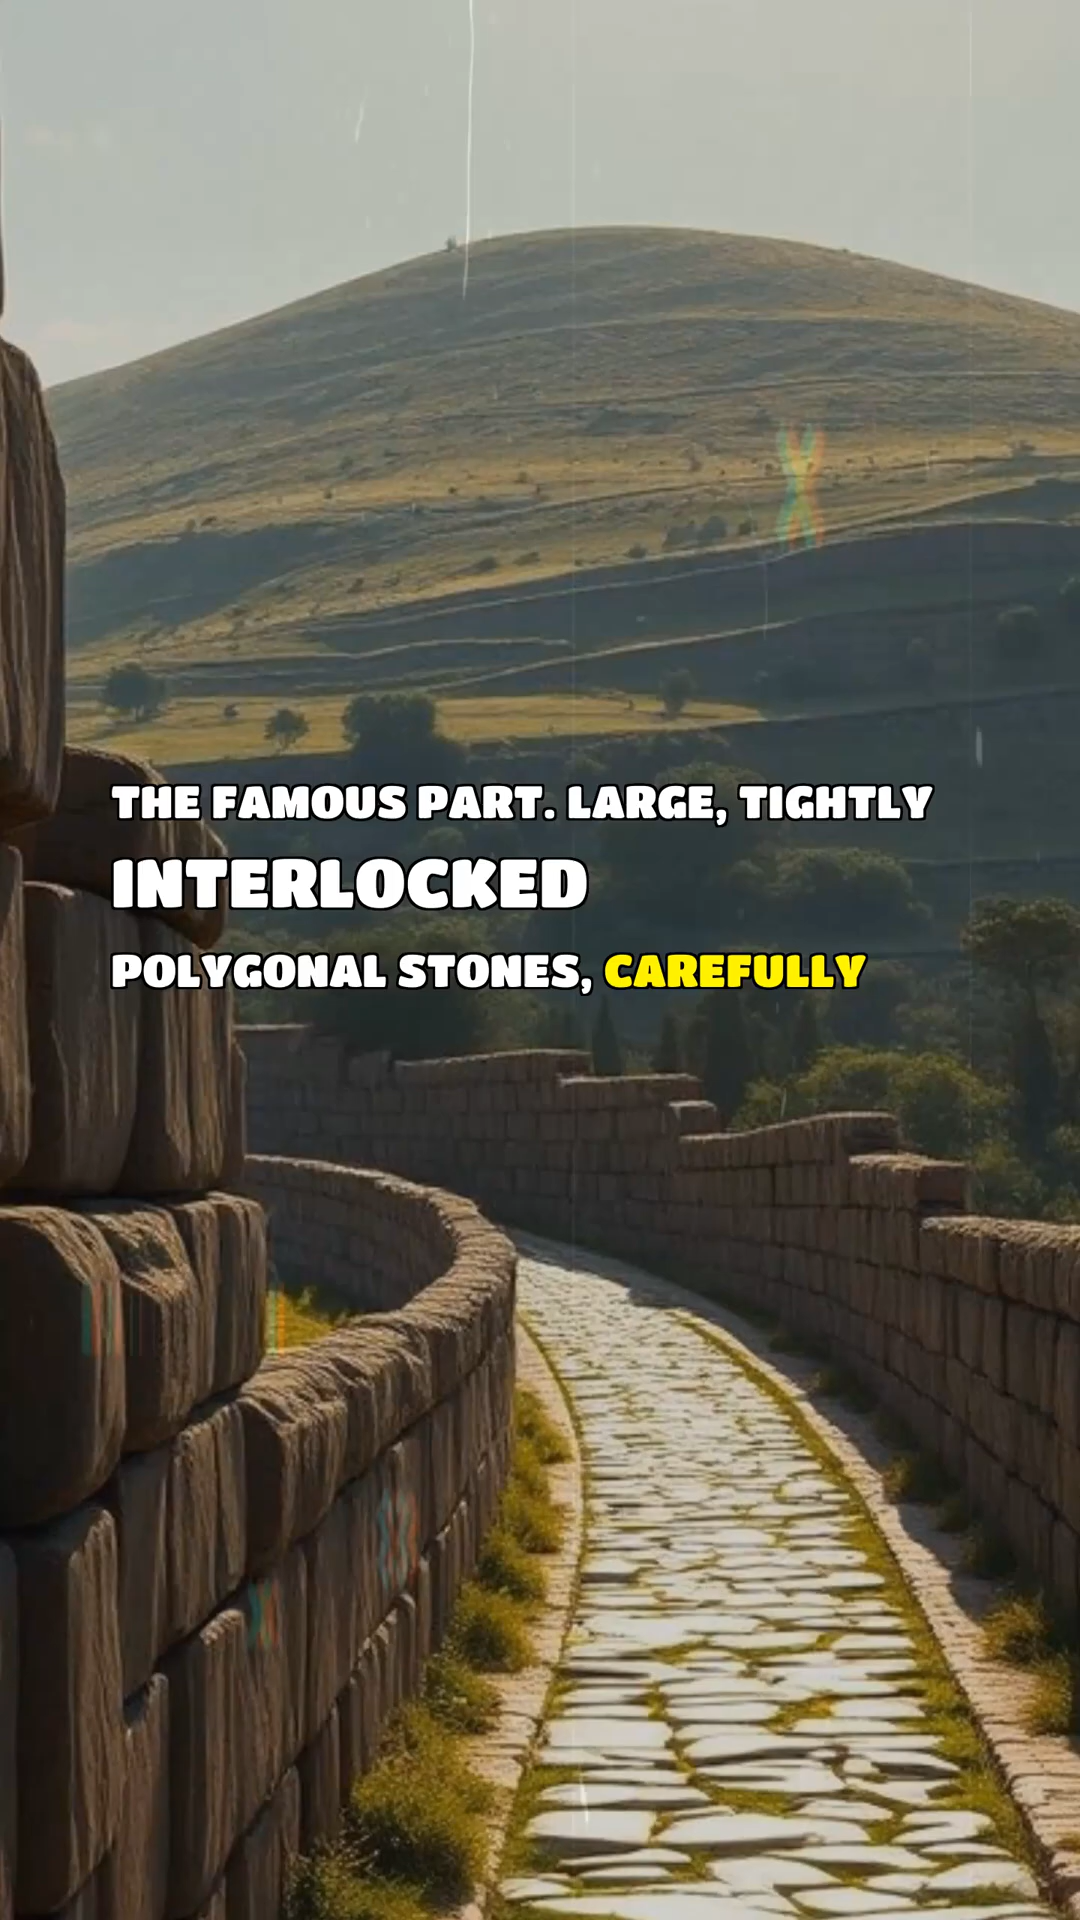 THE FAMOUS PART. LARGE, TIGHTLY
INTERLOCKED
POLYGONAL STONES, CAREFULLY